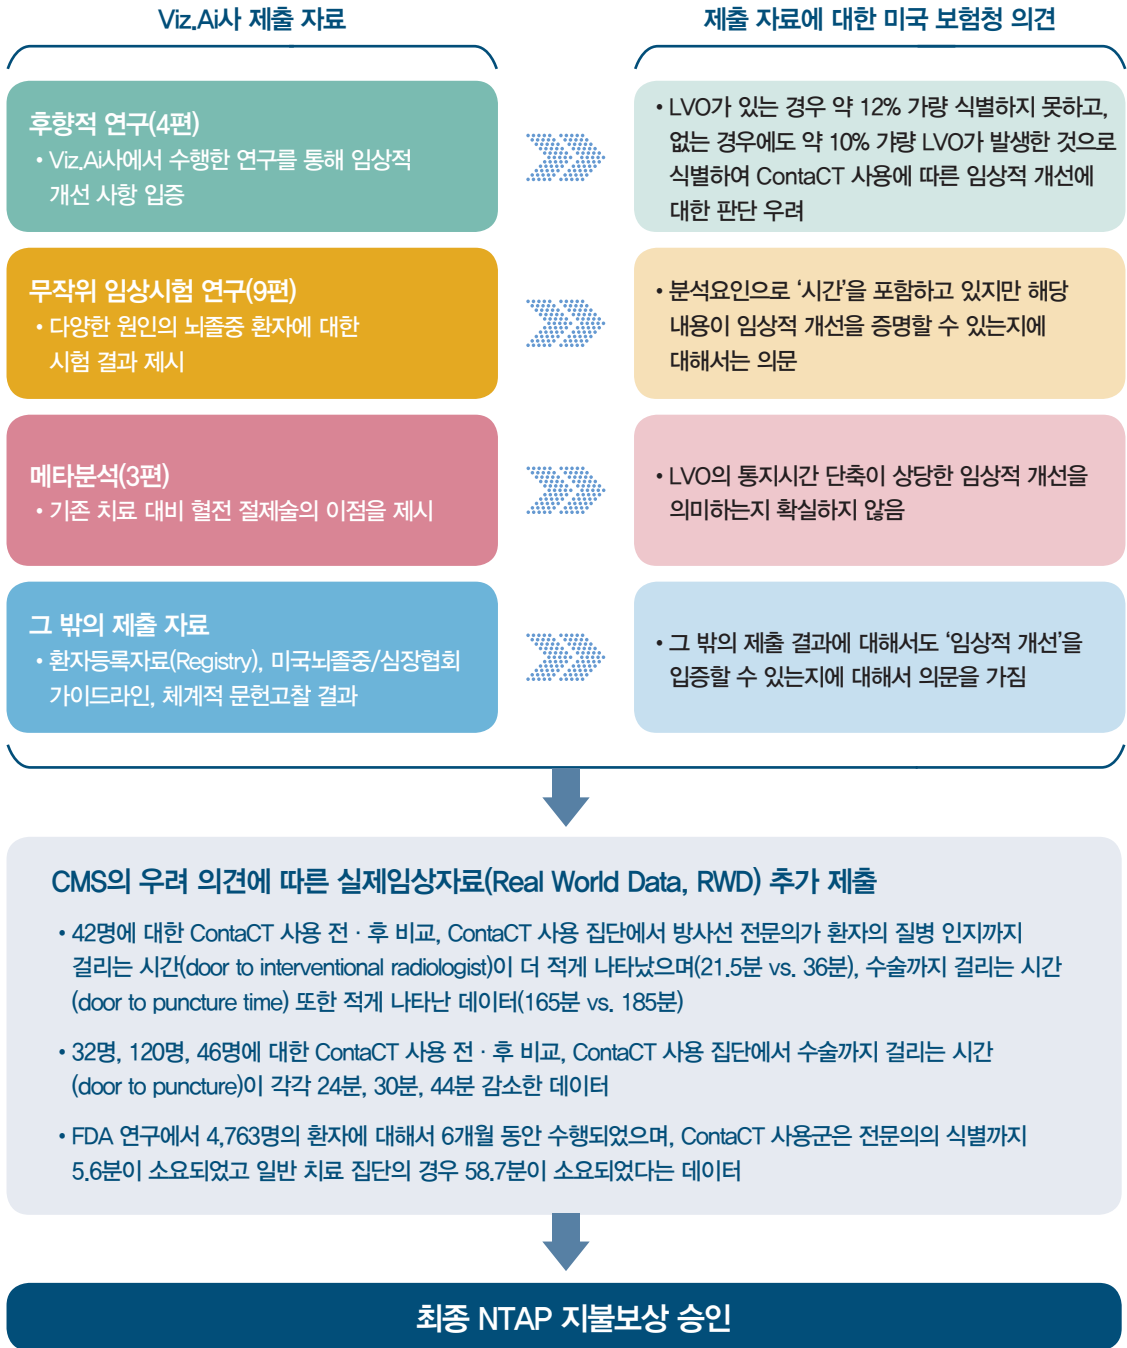 Viz.Ai사 제출 자료
제출 자료에 대한 미국 보험청 의견
후향적 연구(4편)
• Viz.Ai사에서 수행한 연구를 통해 임상적
개선 사항 입증
• LVO가 있는 경우 약 12% 가량 식별하지 못하고,
없는 경우에도 약 10% 갸량 LVO가 발생한 것으로
식별하여 ContaCT 사용에 따른 임상적 개선에
대한 판단 우려
무작위 임상시험 연구(9편)
• 다양한 원인의 뇌졸중 환자에 대한
시험 결과 제시
• 분석요인으로 ‘시간’을 포함하고 있지만 해당
내용이 임상적 개선을 증명할 수 있는지에
대해서는 의문
메타분석(3편)
• 기존 치료 대비 혈전 절제술의 이점을 제시
• LVO의 통지시간 단축이 상당한 임상적 개선을
의미하는지 확실하지 않음
그 밖의 제출 자료
• 환자등록자료(Registry), 미국뇌졸중/심장협회
가이드라인, 체계적 문헌고찰 결과
• 그 밖의 제출 결과에 대해서도 ‘임상적 개선’을
입증할 수 있는지에 대해서 의문을 가짐
CMS의 우려 의견에 따른 실제임상자료(Real World Data, RWD) 추가 제출
• 42명에 대한 ContaCT 사용 전 · 후 비교, ContaCT 사용 집단에서 방사선 전문의가 환자의 질병 인지까지
걸리는 시간(door to interventional radiologist)이 더 적게 나타났으며(21.5분 vs. 36분), 수술까지 걸리는 시간
(door to puncture time) 또한 적게 나타난 데이터(165분 vs. 185분)
• 32명, 120명, 46명에 대한 ContaCT 사용 전 · 후 비교, ContaCT 사용 집단에서 수술까지 걸리는 시간
(door to puncture)이 각각 24분, 30분, 44분 감소한 데이터
• FDA 연구에서 4,763명의 환자에 대해서 6개월 동안 수행되었으며, ContaCT 사용군은 전문의의 식별까지
5.6분이 소요되었고 일반 치료 집단의 경우 58.7분이 소요되었다는 데이터
최종 NTAP 지불보상 승인